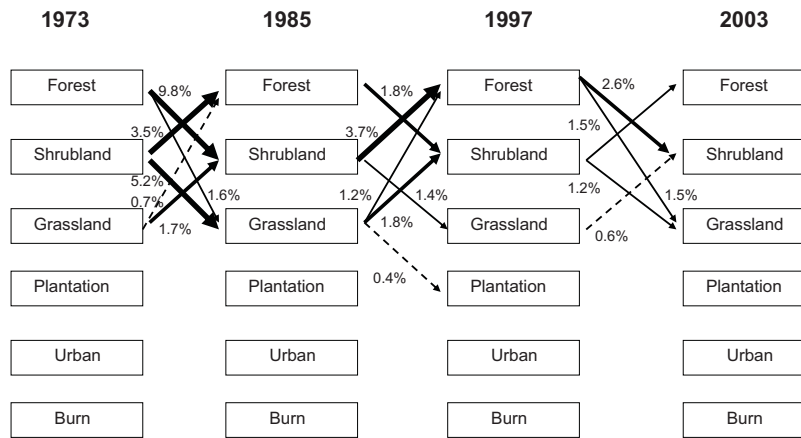 1973 1985 1997 2003
Forest Forest Forest Forest
9.8% 1.8% 2.6%
3.5% 3.7% 1.5%
Shrubland Shrubland Shrubland Shrubland
5.2% 1.6% 1.2% 1.4% 1.2% 1.5%
0.7%
Grassland Grassland Grassland Grassland
1.7% 1.8% 0.6%
0.4%
Plantation Plantation Plantation Plantation
Urban Urban Urban Urban
Burn Burn Burn Burn